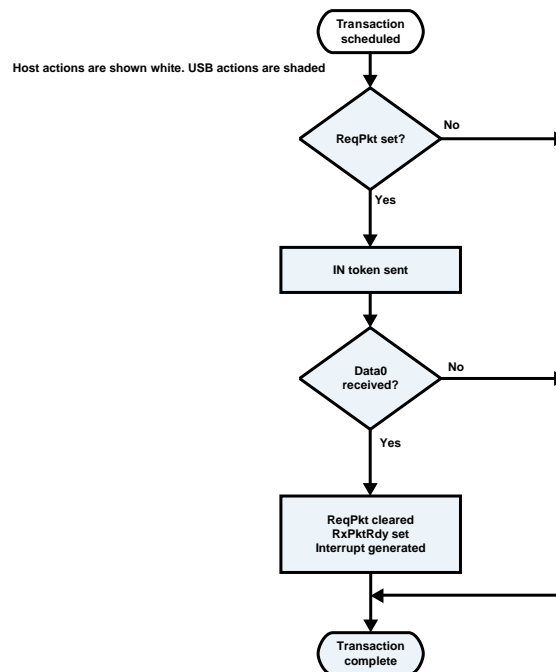 Transaction
scheduled
Host actions are shown white. USB actions are shaded
ReqPkt set?
No
Yes
IN token sent
Data0
received?
No
Yes
ReqPkt cleared
RxPktRdy set
Interrupt generated
Transaction
complete